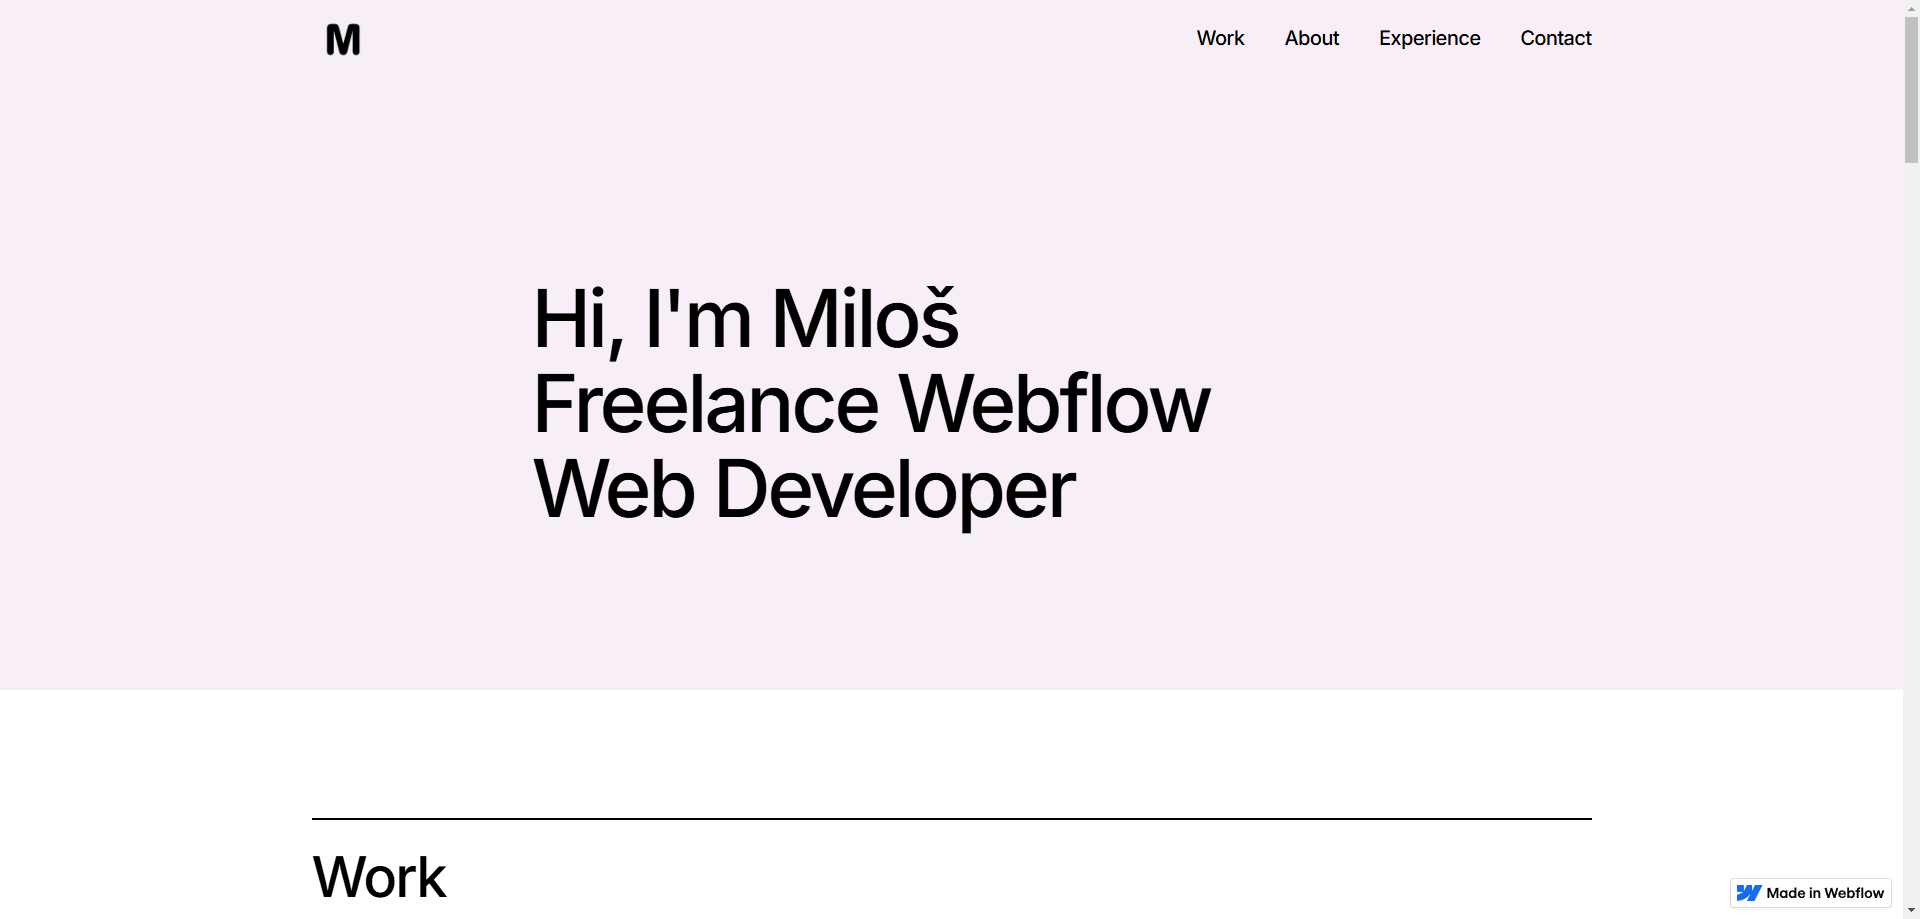 M
Work About Experience Contact
Hi, I'm Miloš
Freelance Webflow
Web Developer
Work
Made in Webflow